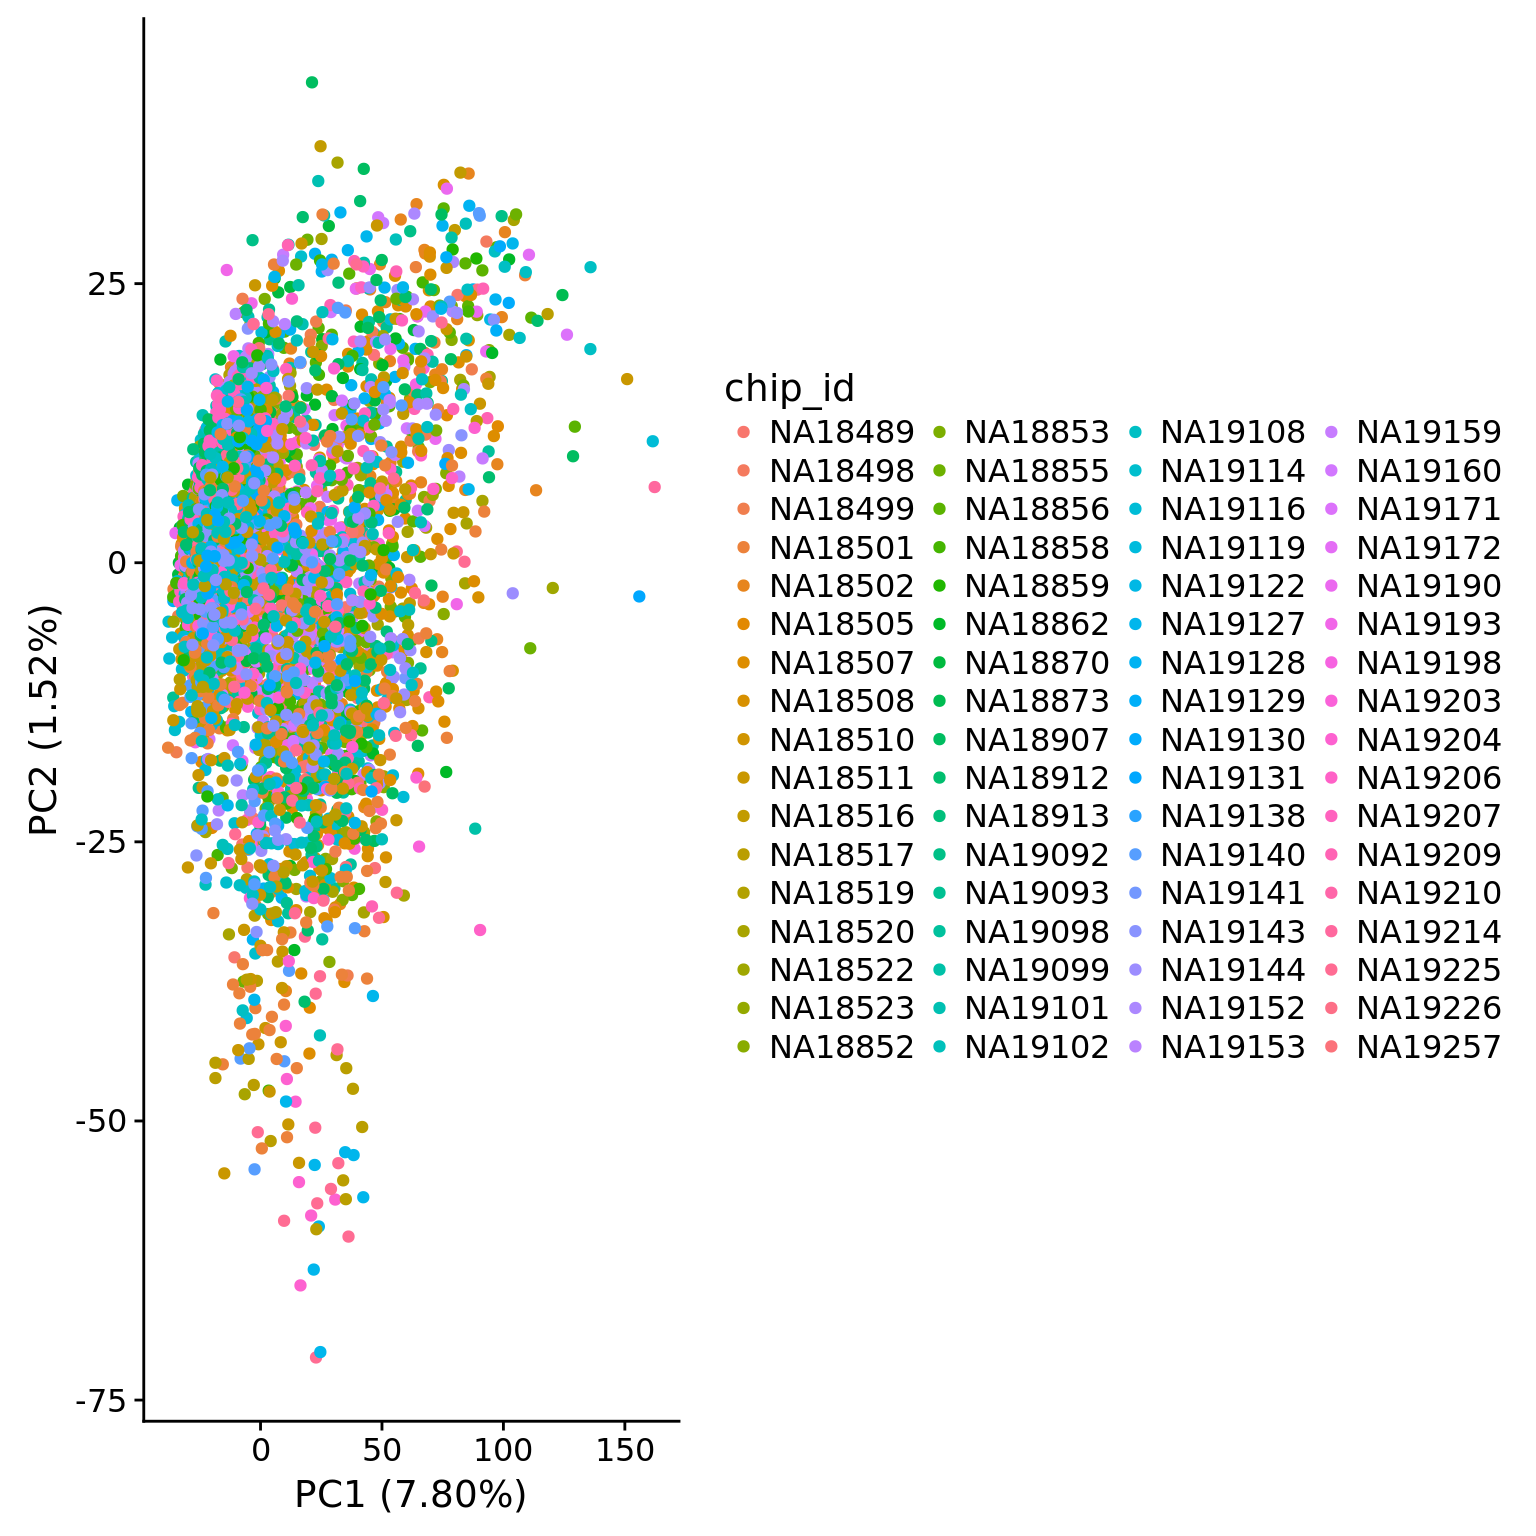 25
0
-25
-50
-75
PC2 (1.52%)
0 50 100 150
PC1 (7.80%)
chip_id
NA18489 NA18853 NA19108 NA19159
NA18498 NA18855 NA19114 NA19160
NA18499 NA18856 NA19116 NA19171
NA18501 NA18858 NA19119 NA19172
NA18502 NA18859 NA19122 NA19190
NA18505 NA18862 NA19127 NA19193
NA18507 NA18870 NA19128 NA19198
NA18508 NA18873 NA19129 NA19203
NA18510 NA18907 NA19130 NA19204
NA18511 NA18912 NA19131 NA19206
NA18516 NA18913 NA19138 NA19207
NA18517 NA19092 NA19140 NA19209
NA18519 NA19093 NA19141 NA19210
NA18520 NA19098 NA19143 NA19214
NA18522 NA19099 NA19144 NA19225
NA18523 NA19101 NA19152 NA19226
NA18852 NA19102 NA19153 NA19257